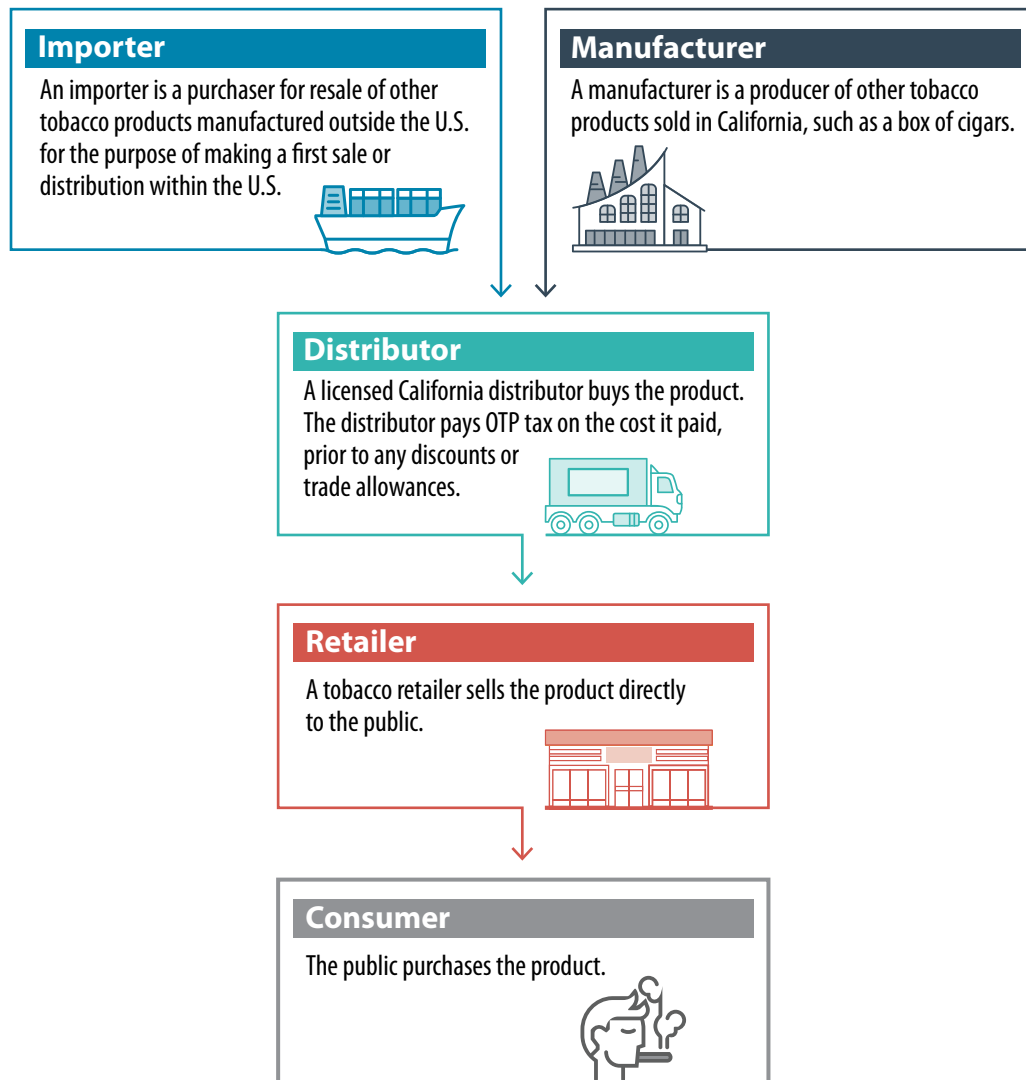 Importer
An importer is a purchaser for resale of other
tobacco products manufactured outside the U.S.
for the purpose of making a first sale or
distribution within the U.S.
Manufacturer
A manufacturer is a producer of other tobacco
products sold in California, such as a box of cigars.
Distributor
A licensed California distributor buys the product.
The distributor pays OTP tax on the cost it paid,
prior to any discounts or
trade allowances.
Retailer
A tobacco retailer sells the product directly
to the public.
Consumer
The public purchases the product.